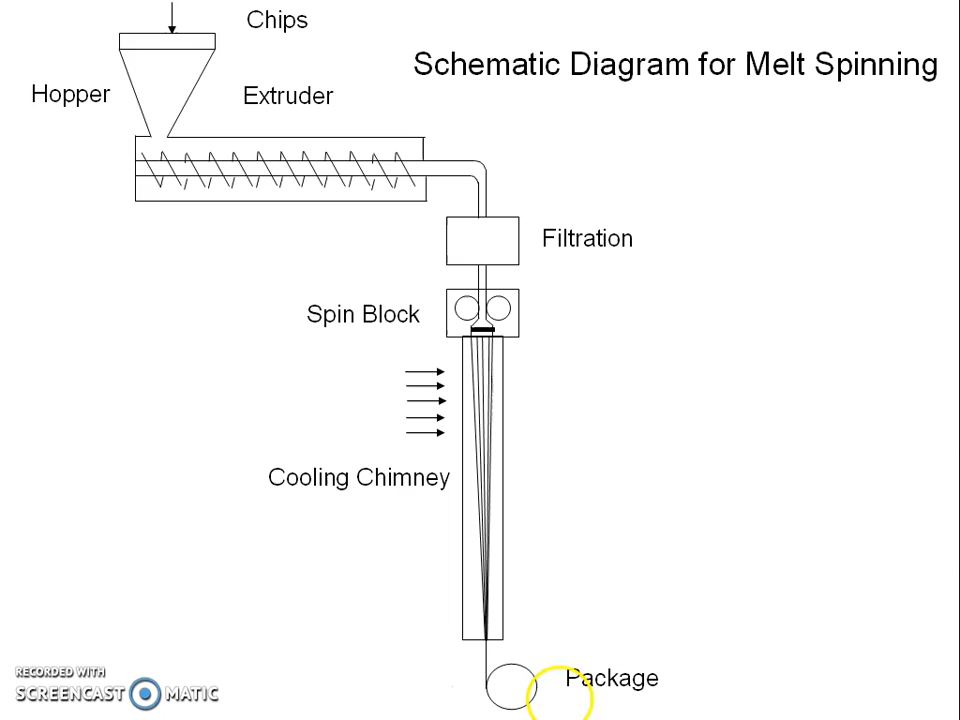 Chips
Schematic Diagram for Melt Spinning
Hopper
Extruder
Filtration
Spin Block
Cooling Chimney
Package
RECORDED WITH
SCREENCAST MATIC